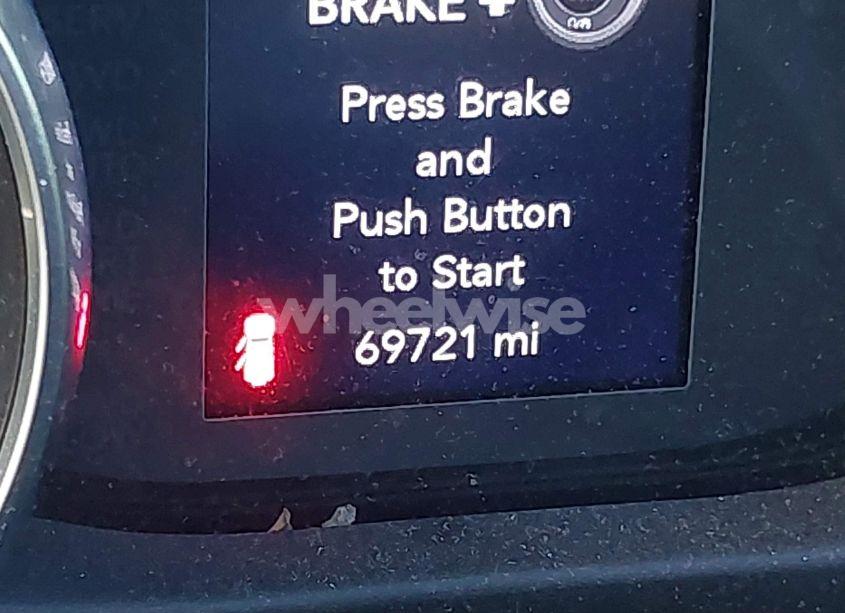 BRAKE +
Press Brake
and
Push Button
to Start
wheelwise
69721 mi